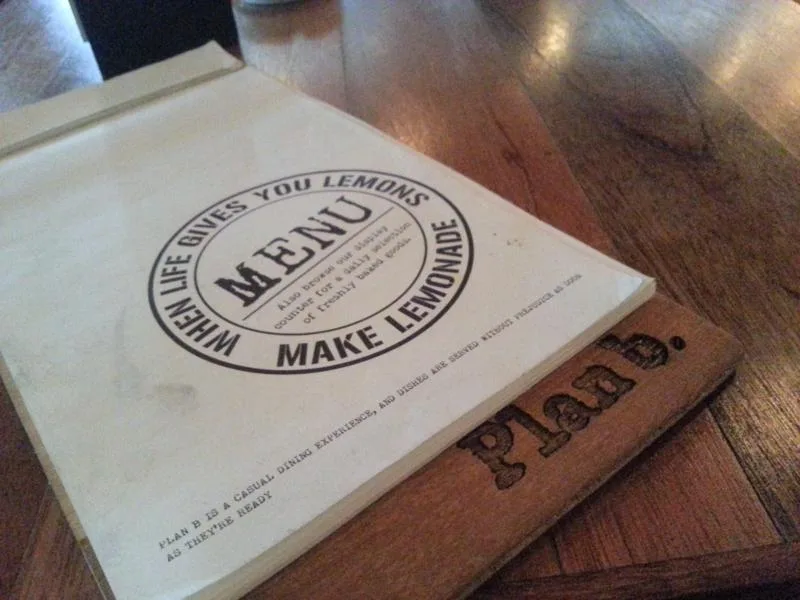 WHEN LIFE GIVES YOU LEMONS
MENU
Also browse our display
counter for a daily selection
of freshly baked goods.
MAKE LEMONADE
PLAN B IS A CASUAL DINING EXPERIENCE, AND DISHES ARE SERVED WITHOUT PREJUDICE AS SOON
AS THEY'RE READY
Plan b.